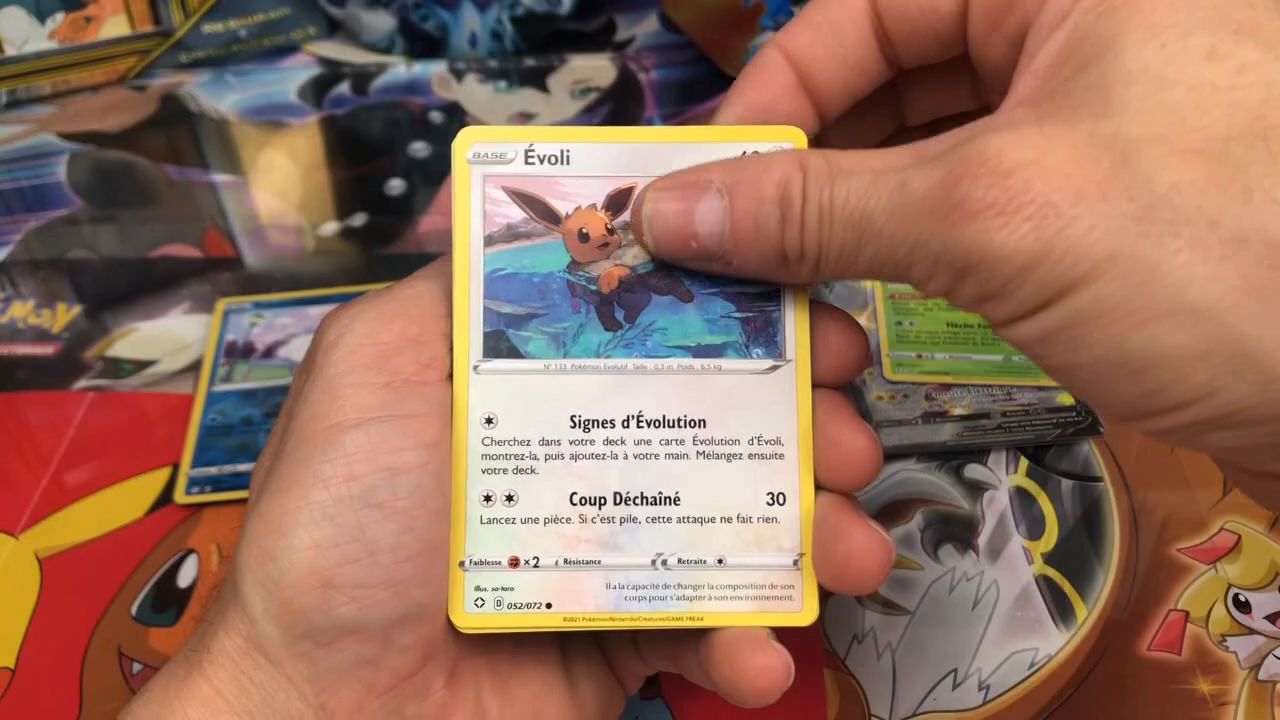 BASE Évoli
N° 133 Pokémon Évolutif Taille : 0,3 m Poids : 6,5 kg
Signes d'Évolution
Cherchez dans votre deck une carte Évolution d'Évoli,
montrez-la, puis ajoutez-la à votre main. Mélangez ensuite
votre deck.
Coup Déchaîné 30
Lancez une pièce. Si c'est pile, cette attaque ne fait rien.
Faiblesse ×2 Résistance Retraite
Illus. so-taro
Il a la capacité de changer la composition de son
corps pour s'adapter à son environnement.
D 052/072
©2021 Pokémon/Nintendo/Creatures/GAME FREAK